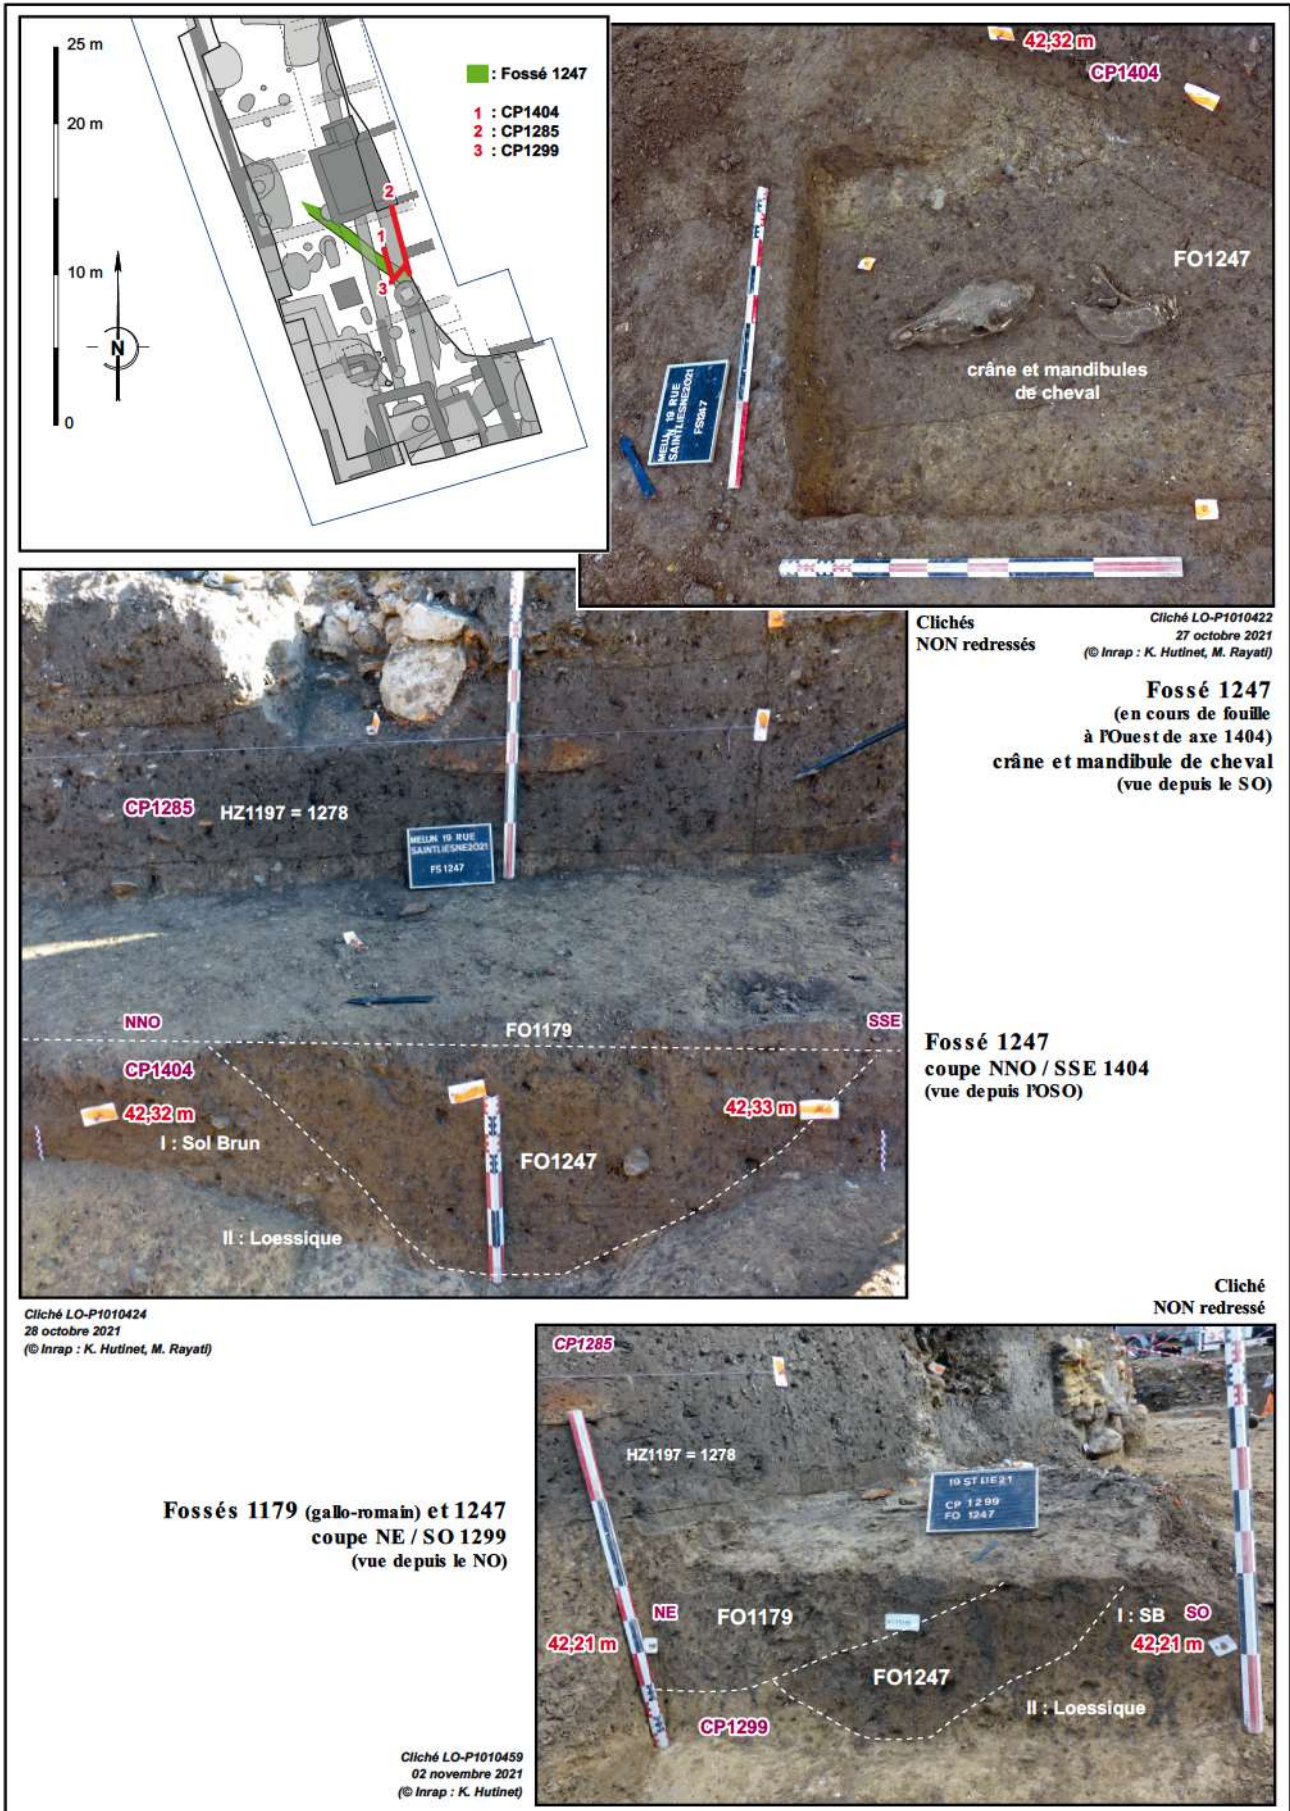 25 m
20 m
10 m
0
N
: Fossé 1247
1 : CP1404
2 : CP1285
3 : CP1299
2
1
3
42,32 m
CP1404
FO1247
crâne et mandibules
de cheval
MELUN 19 RUE
SAINTLIESNE2021
FS1247
Clichés
NON redressés
Cliché LO-P1010422
27 octobre 2021
(© Inrap : K. Hutinet, M. Rayati)
Fossé 1247
(en cours de fouille
à l'Ouest de axe 1404)
crâne et mandibule de cheval
(vue depuis le SO)
CP1285
HZ1197 = 1278
MELUN 19 RUE
SAINTLIESNE2021
FS1247
NNO
FO1179
SSE
CP1404
42,32 m
42,33 m
I : Sol Brun
FO1247
II : Loessique
Fossé 1247
coupe NNO / SSE 1404
(vue depuis l'OSO)
Cliché LO-P1010424
28 octobre 2021
(© Inrap : K. Hutinet, M. Rayati)
Cliché
NON redressé
Fossés 1179 (gallo-romain) et 1247
coupe NE / SO 1299
(vue depuis le NO)
CP1285
HZ1197 = 1278
19 ST LIE 21
CP 1299
FO 1247
NE
FO1179
I : SB
SO
42,21 m
42,21 m
FO1247
II : Loessique
CP1299
Cliché LO-P1010459
02 novembre 2021
(© Inrap : K. Hutinet)